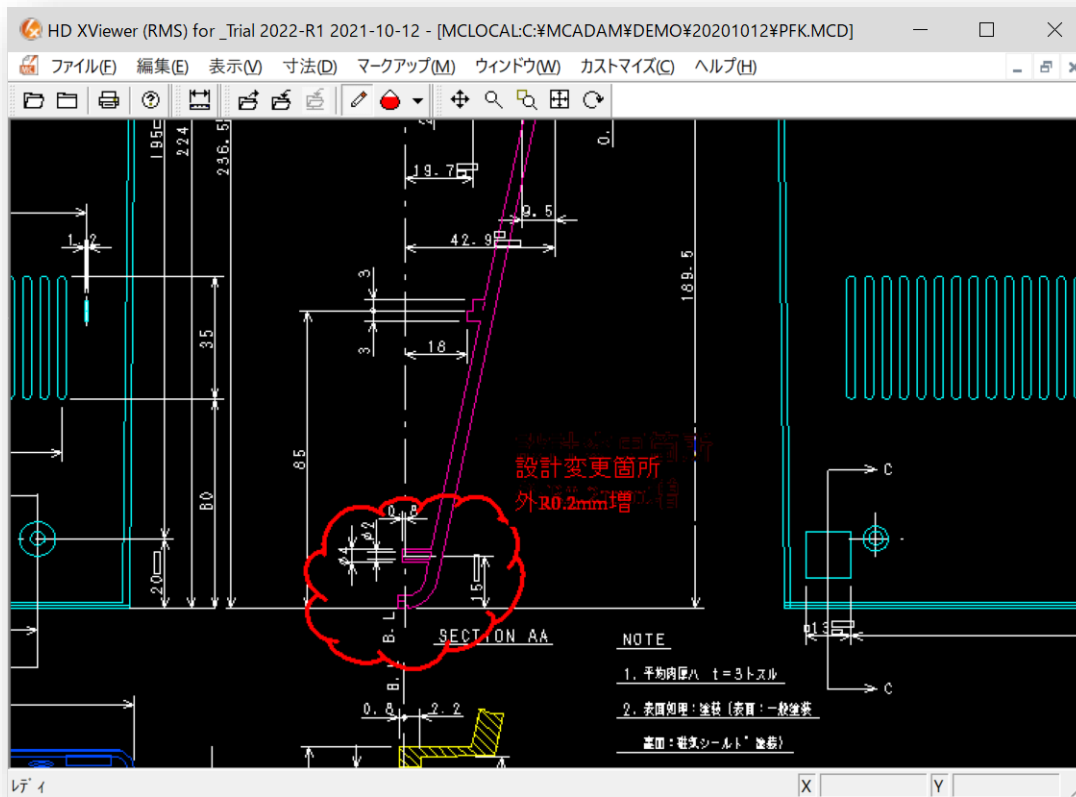 HD XViewer (RMS) for _Trial 2022-R1 2021-10-12 - [MCLOCAL:C:¥MCADAM¥DEMO¥20201012¥PFK.MCD]
ファイル(F) 編集(E) 表示(V) 寸法(D) マークアップ(M) ウィンドウ(W) カスタマイズ(C) ヘルプ(H)
195
224
236.5
19.75
0.
9.5
1.2
42.9
3
189.5
35
3
18
85
80
設計変更箇所
外R0.2mm増
C
0.8
φ2
φ4
15
20
13
B.L
SECTION AA
NOTE
1. 平均肉厚ハ t=3トスル
C
B.
0.8
2.2
2. 表面処理:塗装(表面:一般塗装
裏面:磁気シールド塗装)
レディ
X
Y